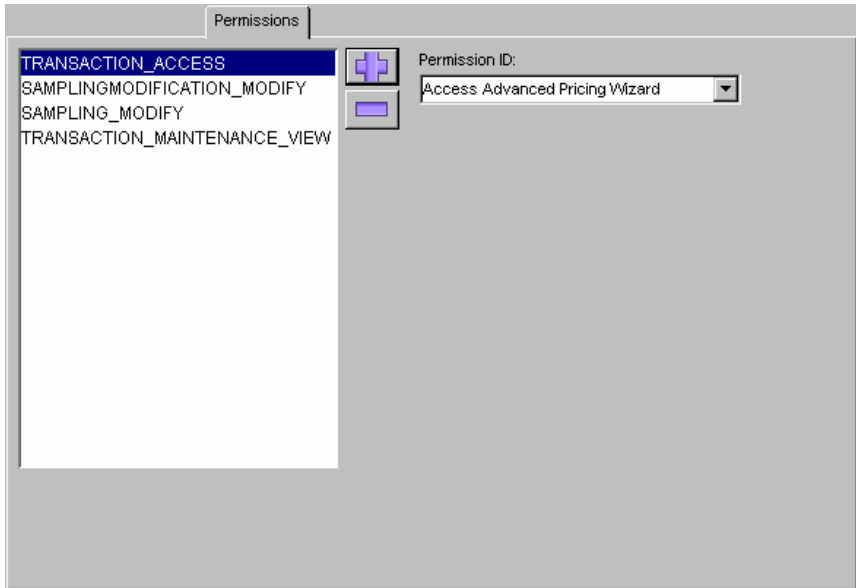 Permissions
TRANSACTION_ACCESS
SAMPLINGMODIFICATION_MODIFY
SAMPLING_MODIFY
TRANSACTION_MAINTENANCE_VIEW
Permission ID:
Access Advanced Pricing Wizard